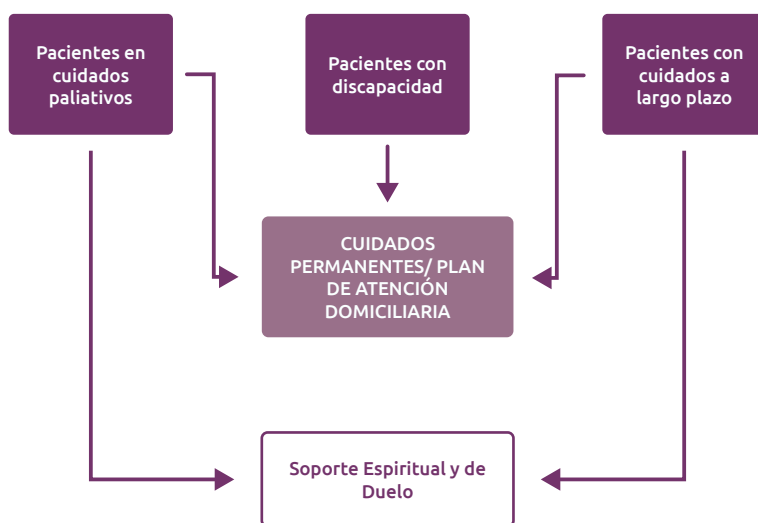 Pacientes en
cuidados
paliativos
Pacientes con
discapacidad
Pacientes con
cuidados a
largo plazo
CUIDADOS
PERMANENTES/ PLAN
DE ATENCIÓN
DOMICILIARIA
Soporte Espiritual y de
Duelo